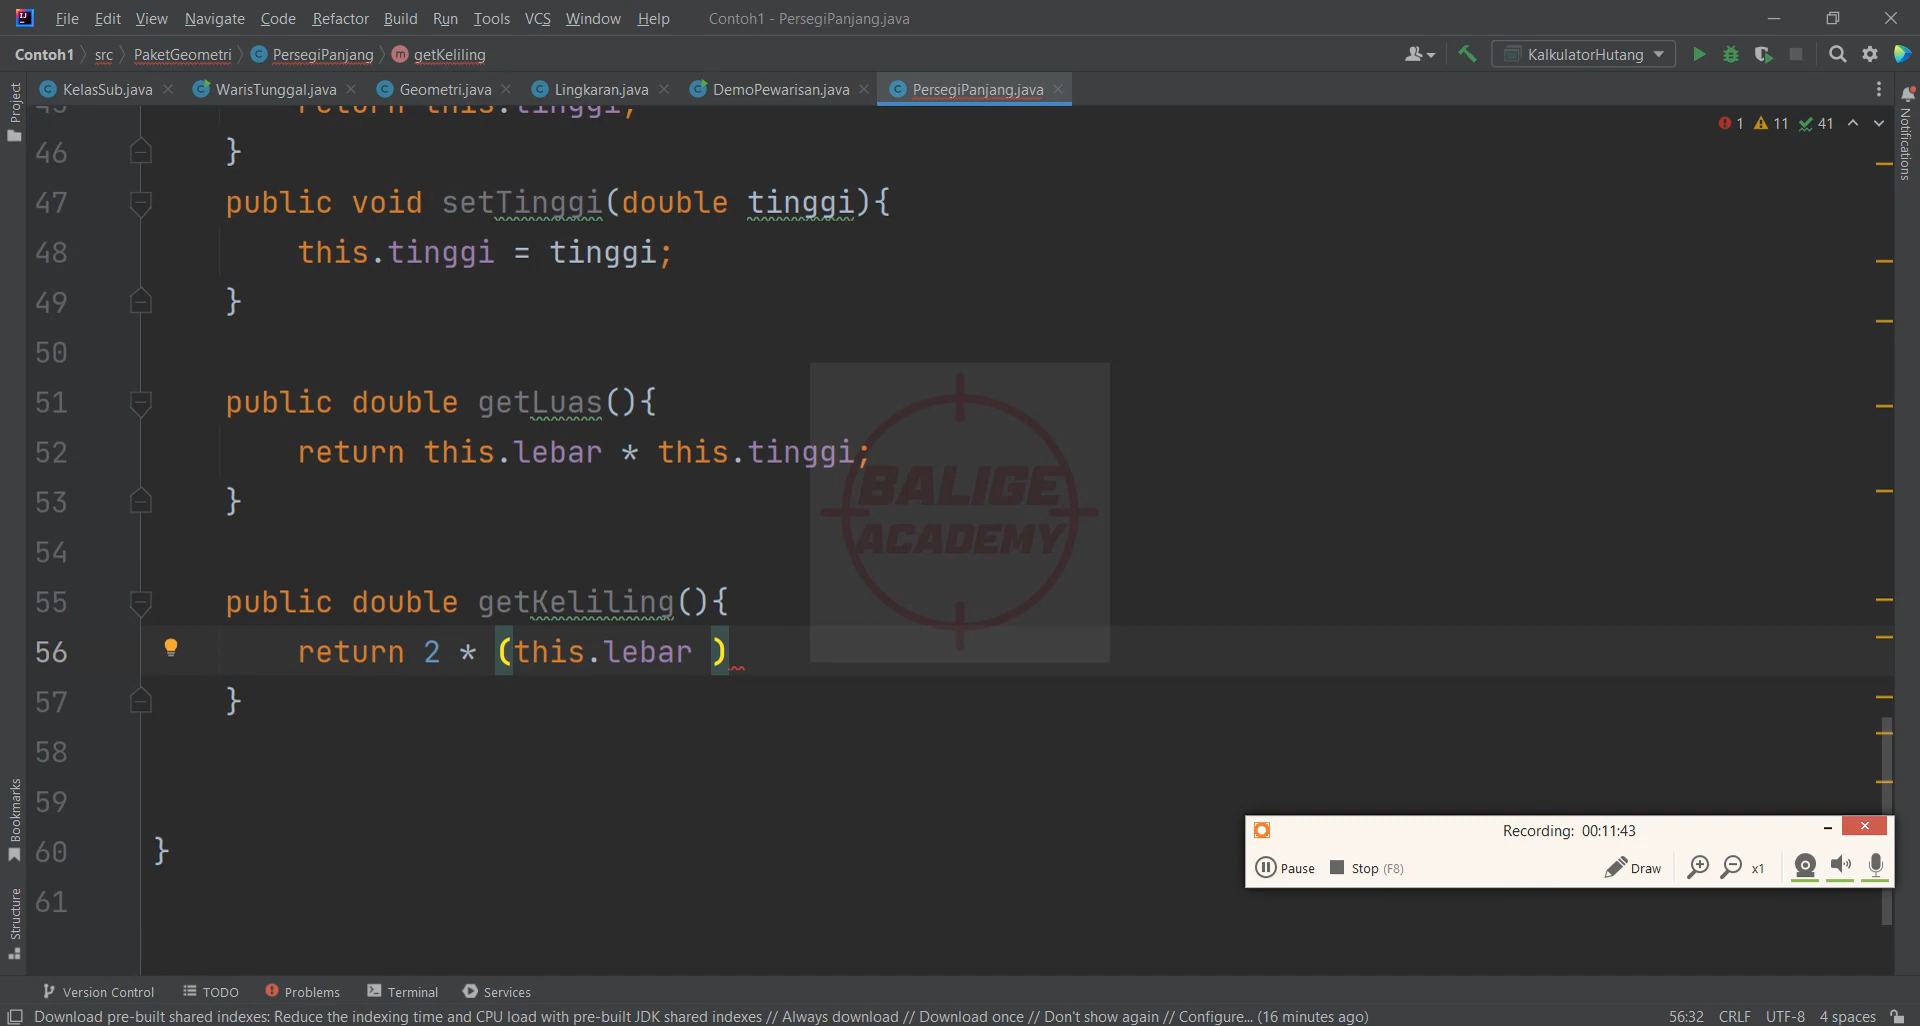 File Edit View Navigate Code Refactor Build Run Tools VCS Window Help Contoh1 - PersegiPanjang.java
Contoh1 src PaketGeometri PersegiPanjang getKeliling KalkulatorHutang
Project KelasSub.java WarisTunggal.java Geometri.java Lingkaran.java DemoPewarisan.java PersegiPanjang.java Notifications
45 return this.tinggi;
1 11 41
46 }
47 public void setTinggi(double tinggi){
48 this.tinggi = tinggi;
49 }
50
51 public double getLuas(){
52 return this.lebar * this.tinggi;
53 }
54
55 public double getKeliling(){
56 return 2 * (this.lebar )
57 }
58
59
60 }
61
BALIGE
ACADEMY
Recording: 00:11:43
Pause Stop (F8) Draw x1
Bookmarks
Structure
Version Control TODO Problems Terminal Services
Download pre-built shared indexes: Reduce the indexing time and CPU load with pre-built JDK shared indexes // Always download // Download once // Don't show again // Configure... (16 minutes ago) 56:32 CRLF UTF-8 4 spaces